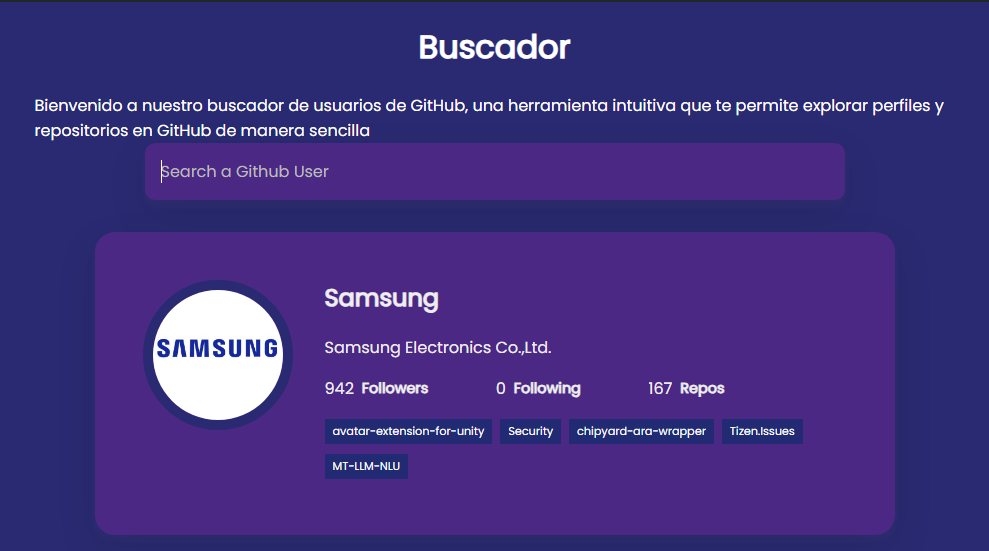 Buscador
Bienvenido a nuestro buscador de usuarios de GitHub, una herramienta intuitiva que te permite explorar perfiles y
repositorios en GitHub de manera sencilla
Search a Github User
SAMSUNG
Samsung
Samsung Electronics Co.,Ltd.
942 Followers 0 Following 167 Repos
avatar-extension-for-unity Security chipyard-ara-wrapper Tizen.Issues
MT-LLM-NLU